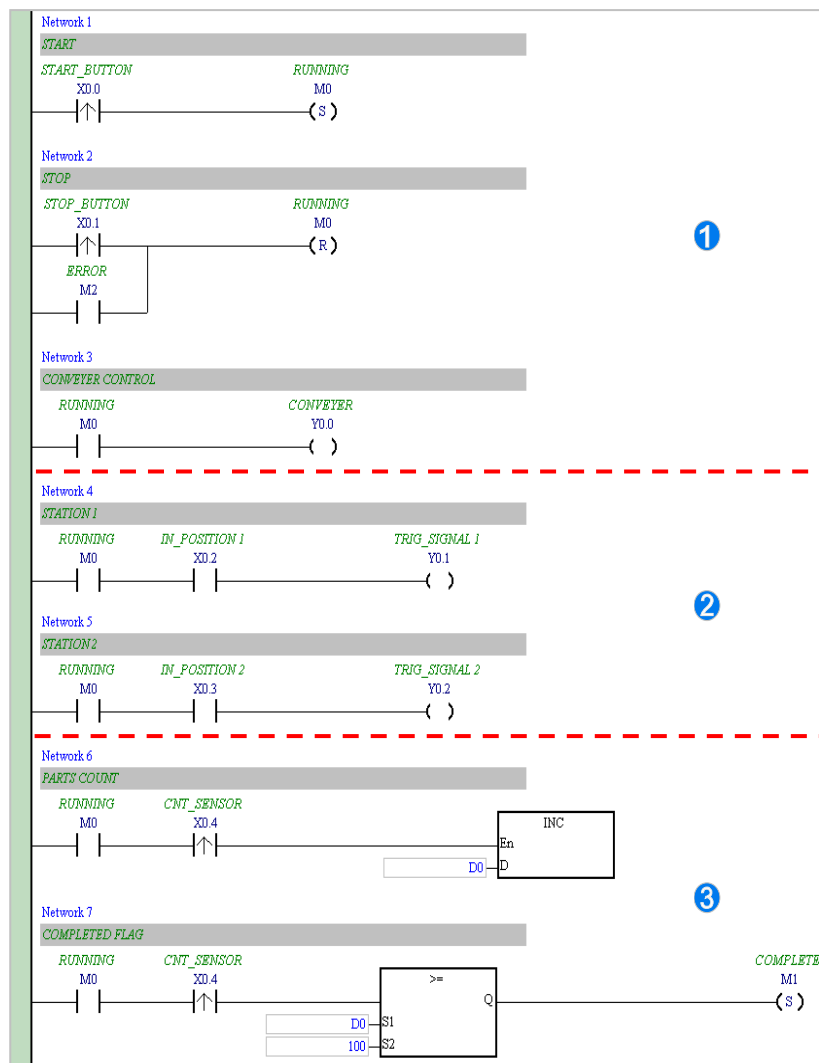 Network 1
START
START_BUTTON RUNNING
X0.0 M0
S
Network 2
STOP
STOP_BUTTON RUNNING
X0.1 M0
R
ERROR
M2
1
Network 3
CONVEYER CONTROL
RUNNING CONVEYER
M0 Y0.0
Network 4
STATION 1
RUNNING IN_POSITION 1 TRIG_SIGNAL 1
M0 X0.2 Y0.1
2
Network 5
STATION 2
RUNNING IN_POSITION 2 TRIG_SIGNAL 2
M0 X0.3 Y0.2
Network 6
PARTS COUNT
RUNNING CNT_SENSOR
M0 X0.4 INC
En
D0 D
3
Network 7
COMPLETED FLAG
RUNNING CNT_SENSOR COMPLETE
M0 X0.4 >= M1
Q S
D0 S1
100 S2